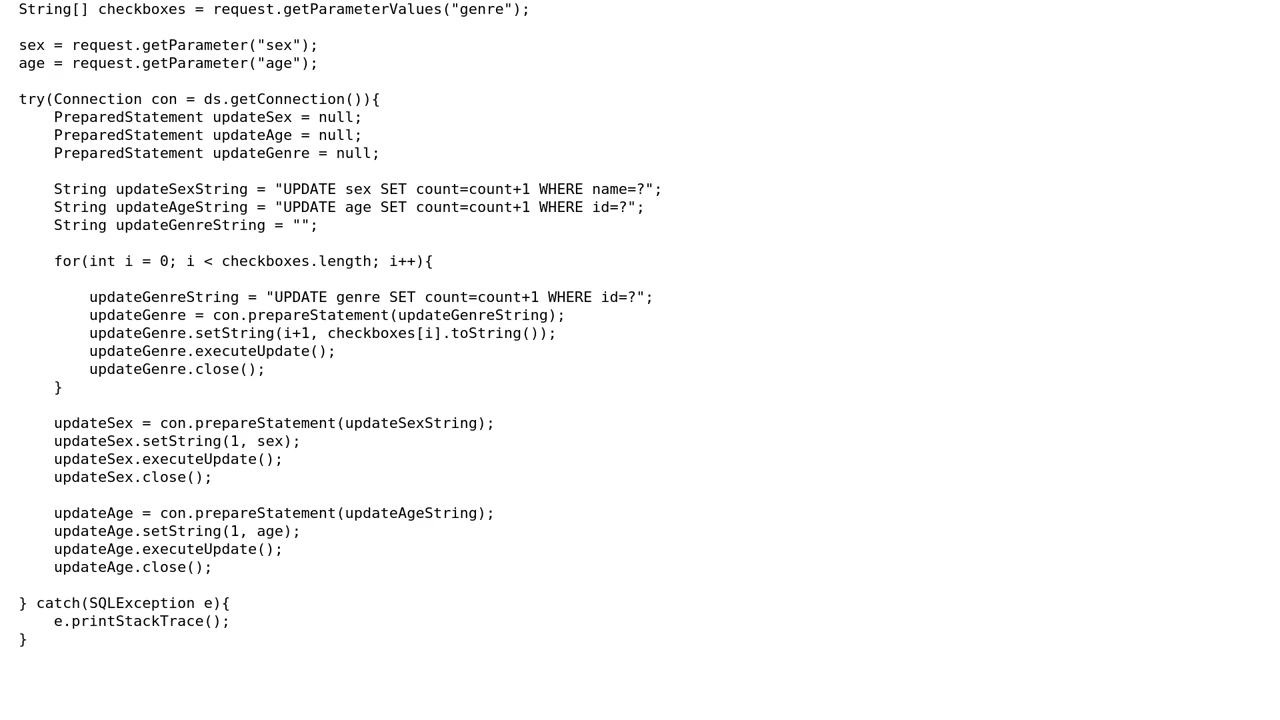 String[] checkboxes = request.getParameterValues("genre");
sex = request.getParameter("sex");
age = request.getParameter("age");
try(Connection con = ds.getConnection()){
PreparedStatement updateSex = null;
PreparedStatement updateAge = null;
PreparedStatement updateGenre = null;
String updateSexString = "UPDATE sex SET count=count+1 WHERE name=?";
String updateAgeString = "UPDATE age SET count=count+1 WHERE id=?";
String updateGenreString = "";
for(int i = 0; i < checkboxes.length; i++){
updateGenreString = "UPDATE genre SET count=count+1 WHERE id=?";
updateGenre = con.prepareStatement(updateGenreString);
updateGenre.setString(i+1, checkboxes[i].toString());
updateGenre.executeUpdate();
updateGenre.close();
}
updateSex = con.prepareStatement(updateSexString);
updateSex.setString(1, sex);
updateSex.executeUpdate();
updateSex.close();
updateAge = con.prepareStatement(updateAgeString);
updateAge.setString(1, age);
updateAge.executeUpdate();
updateAge.close();
} catch(SQLException e){
e.printStackTrace();
}